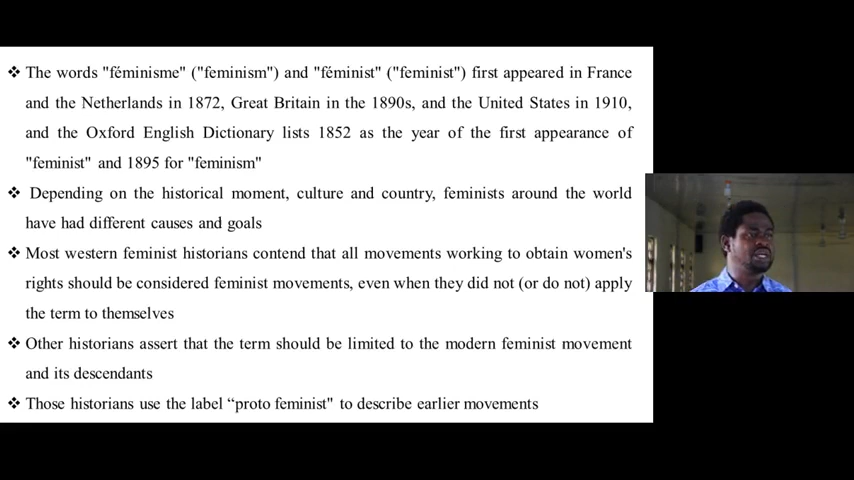 ❖ The words "féminisme" ("feminism") and "féminist" ("feminist") first appeared in France
and the Netherlands in 1872, Great Britain in the 1890s, and the United States in 1910,
and the Oxford English Dictionary lists 1852 as the year of the first appearance of
"feminist" and 1895 for "feminism"
❖ Depending on the historical moment, culture and country, feminists around the world
have had different causes and goals
❖ Most western feminist historians contend that all movements working to obtain women's
rights should be considered feminist movements, even when they did not (or do not) apply
the term to themselves
❖ Other historians assert that the term should be limited to the modern feminist movement
and its descendants
❖ Those historians use the label “proto feminist" to describe earlier movements